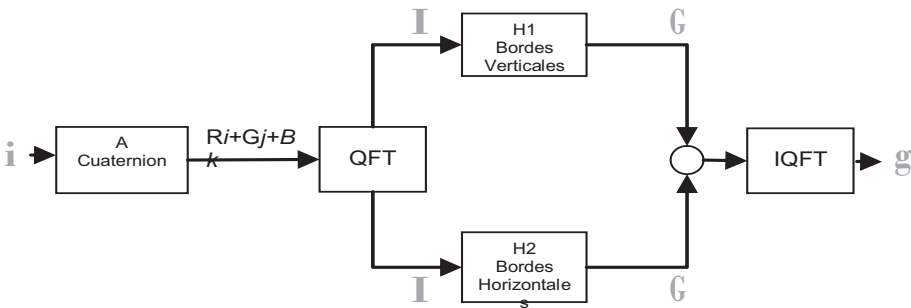 I
H1
Bordes
Verticales
G
i
A
Cuaternion
Ri+Gj+B
k
QFT
IQFT
g
I
H2
Bordes
Horizontale
s
G